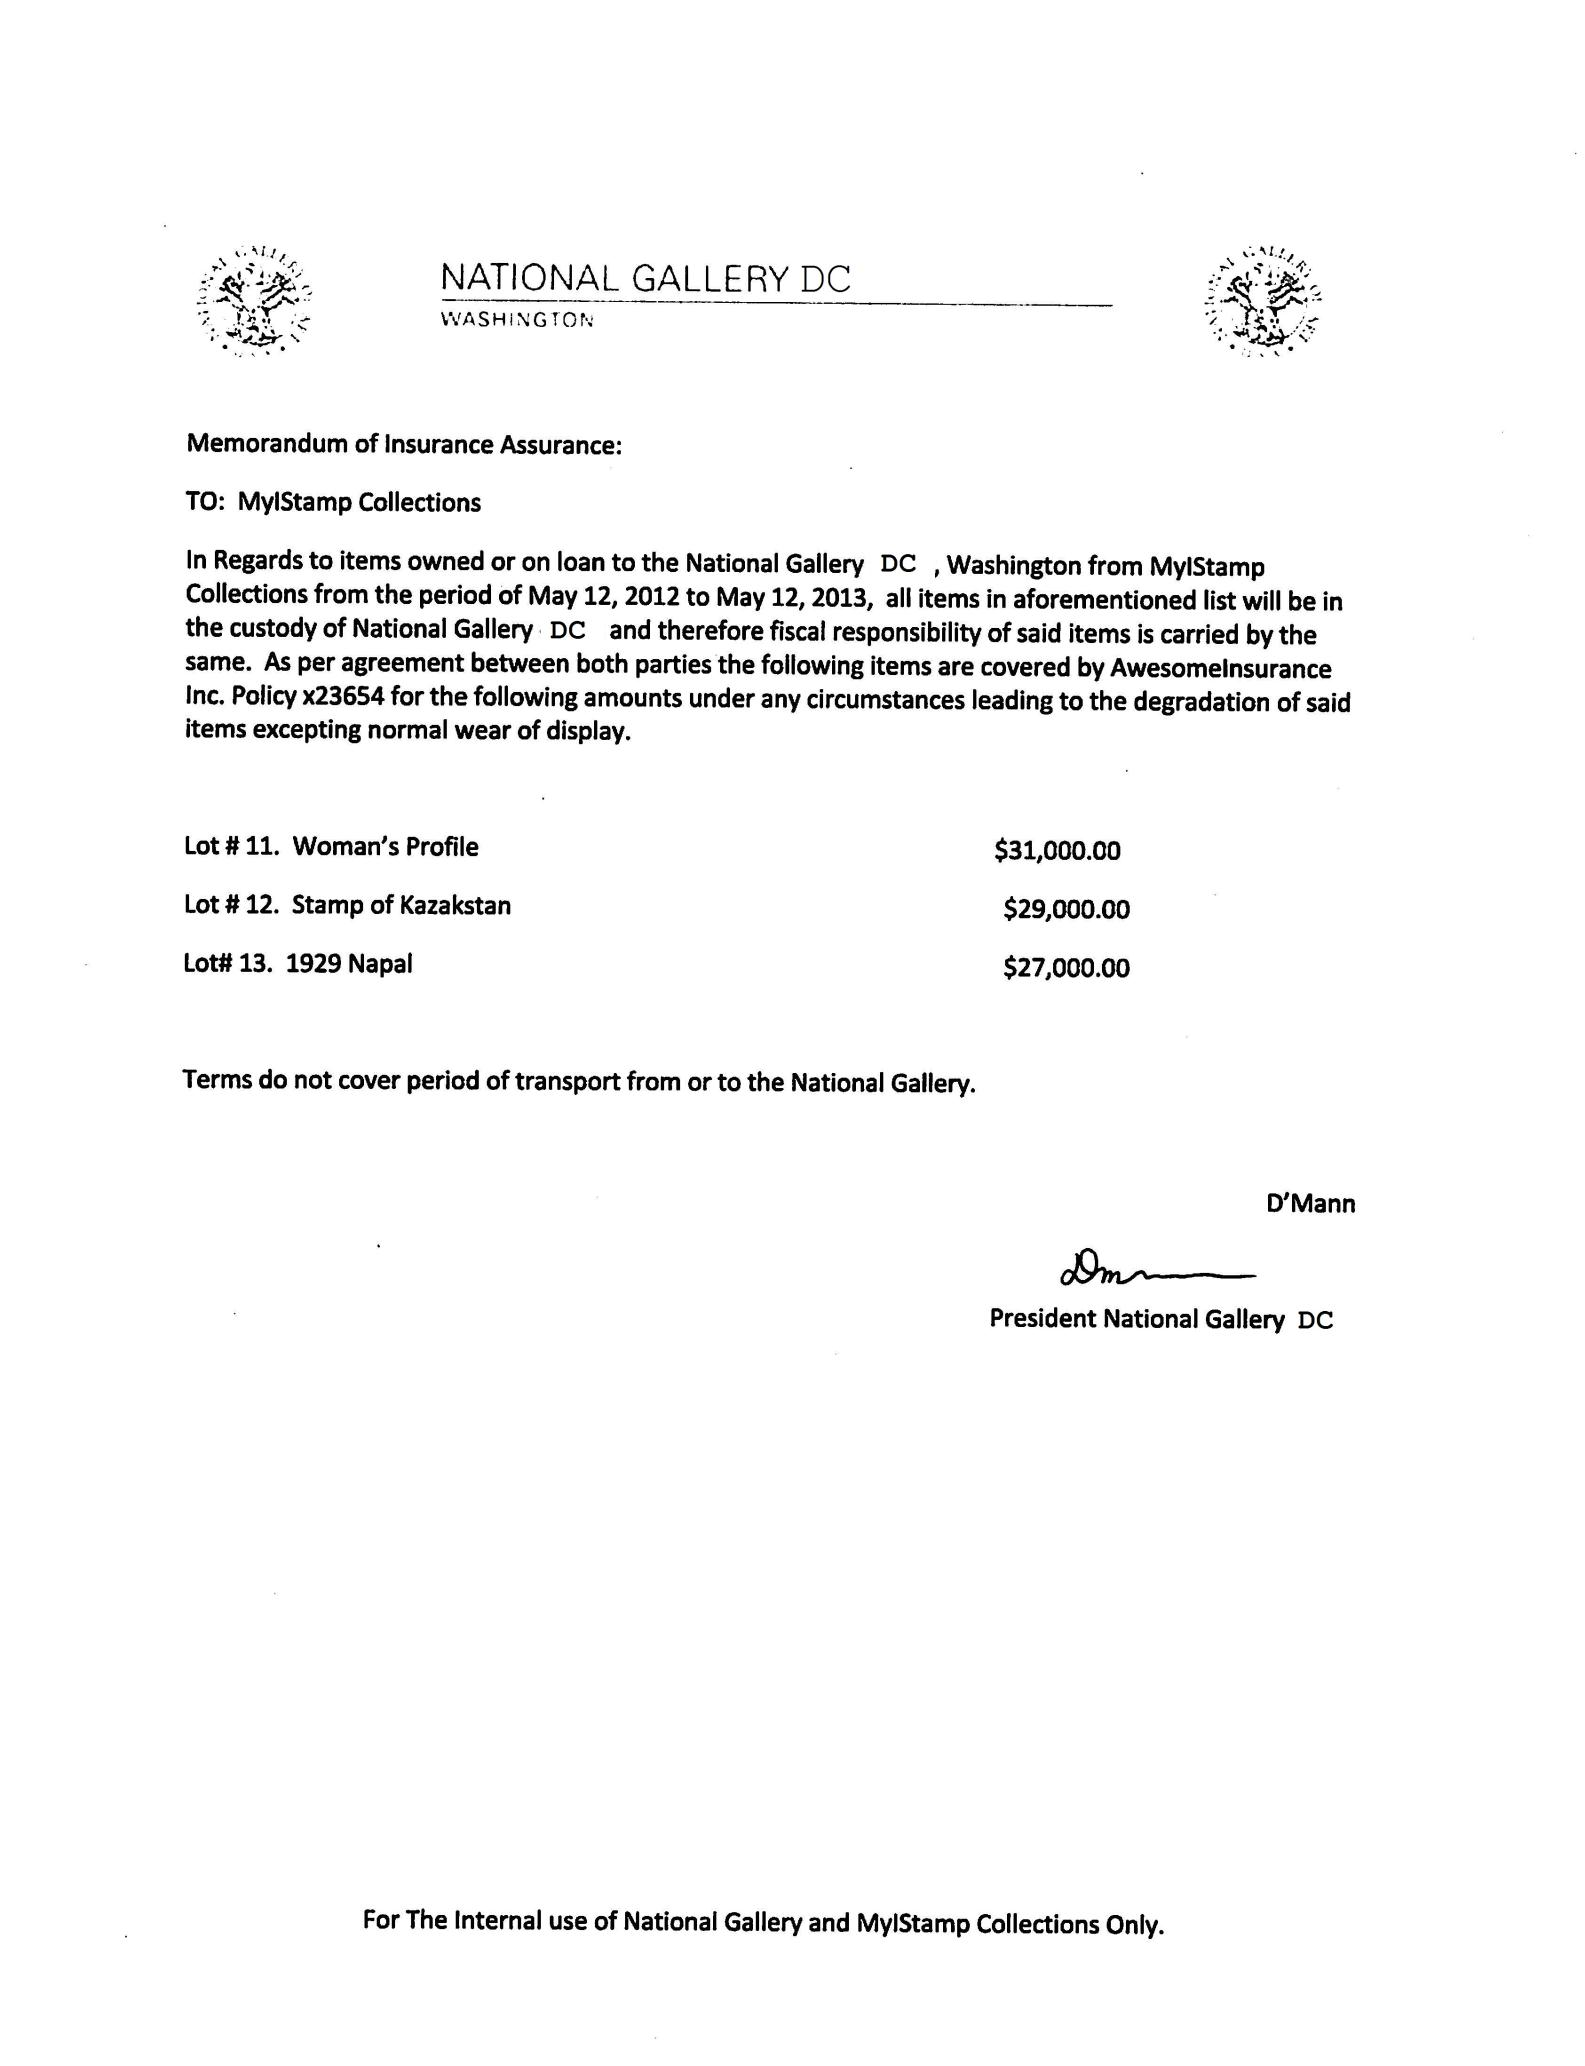 NATIONAL GALLERY DC
WASHINGTON
Memorandum of Insurance Assurance:
TO: MyIStamp Collections
In Regards to items owned or on loan to the National Gallery DC , Washington from MyIStamp
Collections from the period of May 12, 2012 to May 12, 2013, all items in aforementioned list will be in
the custody of National Gallery DC and therefore fiscal responsibility of said items is carried by the
same. As per agreement between both parties the following items are covered by AwesomeInsurance
Inc. Policy x23654 for the following amounts under any circumstances leading to the degradation of said
items excepting normal wear of display.
Lot # 11. Woman's Profile $31,000.00
Lot # 12. Stamp of Kazakstan $29,000.00
Lot# 13. 1929 Napal $27,000.00
Terms do not cover period of transport from or to the National Gallery.
D'Mann
President National Gallery DC
For The Internal use of National Gallery and MyIStamp Collections Only.